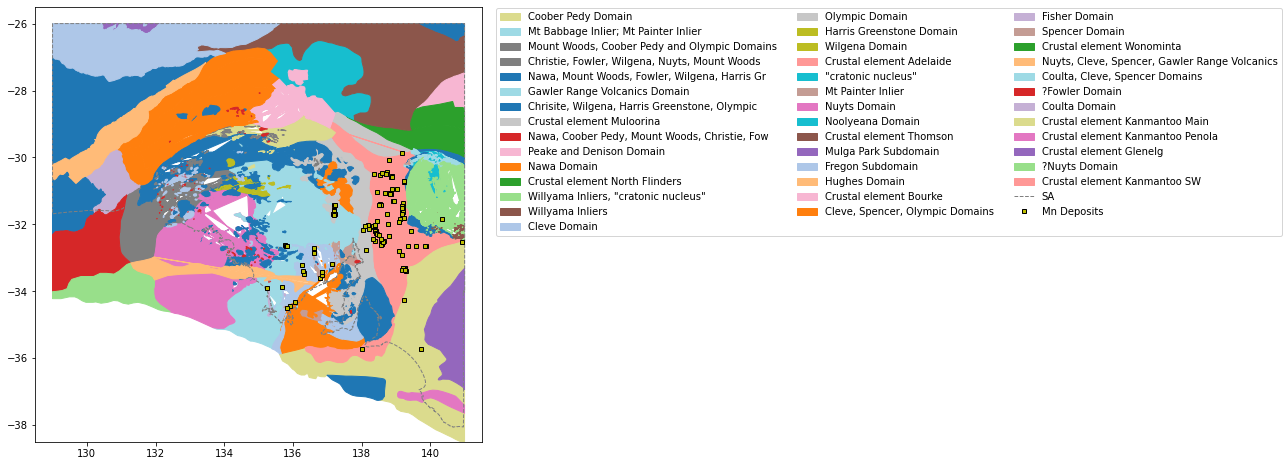 −26
−28
−30
−32
−34
−36
−38
130
132
134
136
138
140
Coober Pedy Domain
Mt Babbage Inlier; Mt Painter Inlier
Mount Woods, Coober Pedy and Olympic Domains
Christie, Fowler, Wilgena, Nuyts, Mount Woods
Nawa, Mount Woods, Fowler, Wilgena, Harris Gr
Gawler Range Volcanics Domain
Chrisite, Wilgena, Harris Greenstone, Olympic
Crustal element Muloorina
Nawa, Coober Pedy, Mount Woods, Christie, Fow
Peake and Denison Domain
Nawa Domain
Crustal element North Flinders
Willyama Inliers, "cratonic nucleus"
Willyama Inliers
Cleve Domain
Olympic Domain
Harris Greenstone Domain
Wilgena Domain
Crustal element Adelaide
"cratonic nucleus"
Mt Painter Inlier
Nuyts Domain
Noolyeana Domain
Crustal element Thomson
Mulga Park Subdomain
Fregon Subdomain
Hughes Domain
Crustal element Bourke
Cleve, Spencer, Olympic Domains
Fisher Domain
Spencer Domain
Crustal element Wonominta
Nuyts, Cleve, Spencer, Gawler Range Volcanics
Coulta, Cleve, Spencer Domains
?Fowler Domain
Coulta Domain
Crustal element Kanmantoo Main
Crustal element Kanmantoo Penola
Crustal element Glenelg
?Nuyts Domain
Crustal element Kanmantoo SW
SA
Mn Deposits